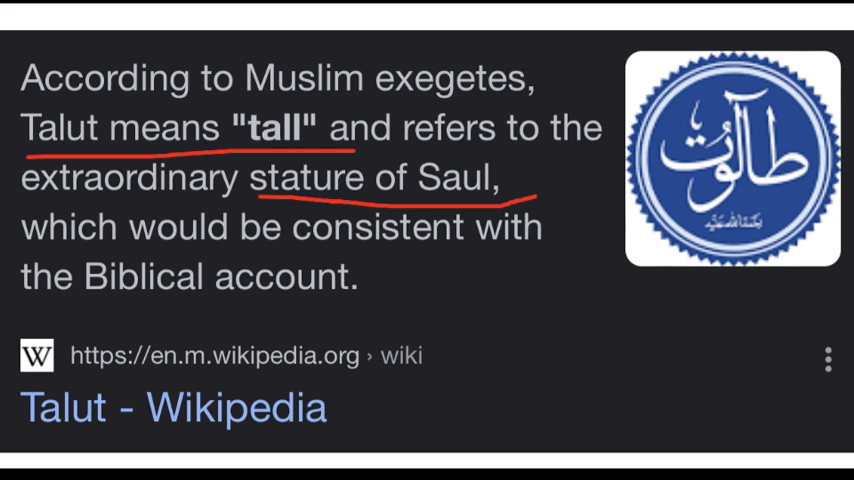 According to Muslim exegetes,
Talut means "tall" and refers to the
extraordinary stature of Saul,
which would be consistent with
the Biblical account.
طالوت
W https://en.m.wikipedia.org › wiki
Talut - Wikipedia